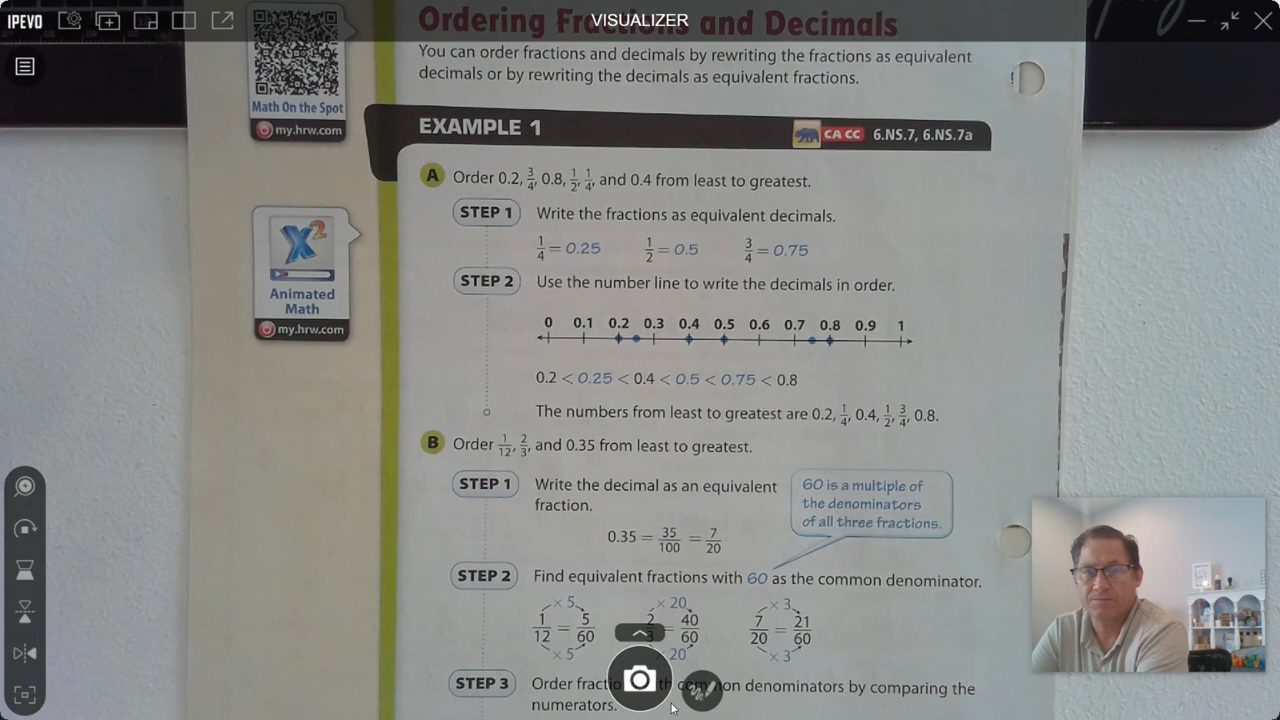 IPEVO
VISUALIZER
Ordering Fractions and Decimals
You can order fractions and decimals by rewriting the fractions as equivalent
decimals or by rewriting the decimals as equivalent fractions.
Math On the Spot
my.hrw.com
EXAMPLE 1
CA CC 6.NS.7, 6.NS.7a
A Order 0.2, 3/4, 0.8, 1/2, 1/4, and 0.4 from least to greatest.
STEP 1 Write the fractions as equivalent decimals.
1/4 = 0.25 1/2 = 0.5 3/4 = 0.75
X²
Animated
Math
my.hrw.com
STEP 2 Use the number line to write the decimals in order.
0 0.1 0.2 0.3 0.4 0.5 0.6 0.7 0.8 0.9 1
0.2 < 0.25 < 0.4 < 0.5 < 0.75 < 0.8
The numbers from least to greatest are 0.2, 1/4, 0.4, 1/2, 3/4, 0.8.
B Order 1/12, 2/3, and 0.35 from least to greatest.
STEP 1 Write the decimal as an equivalent
fraction.
60 is a multiple of
the denominators
of all three fractions.
0.35 = 35/100 = 7/20
STEP 2 Find equivalent fractions with 60 as the common denominator.
×5 ×20 ×3
1/12 = 5/60 2/3 = 40/60 7/20 = 21/60
×5 20 ×3
STEP 3 Order fractio th common denominators by comparing the
numerators.